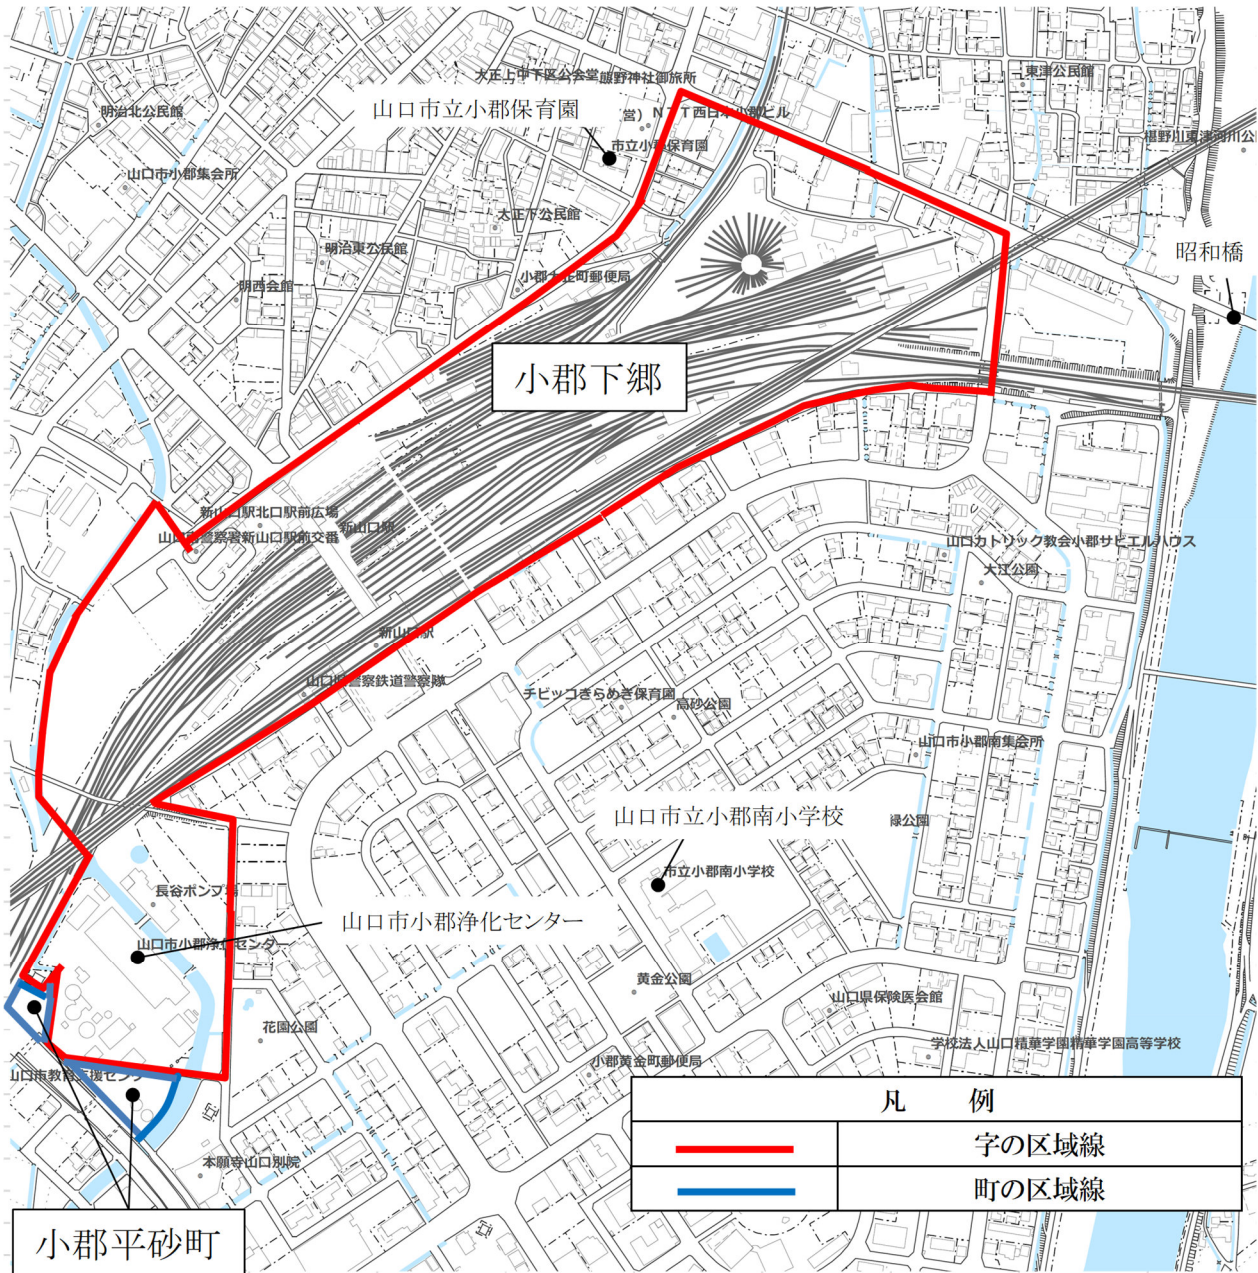 大正上中下区公会堂
熊野神社御旅所
東津公民館
山口市立小郡保育園
営）NTT西日本小郡ビル
明治北公民館
椹野川東津河川公
市立小郡保育園
山口市小郡集会所
大正下公民館
明治東公民館
昭和橋
小郡大正町郵便局
明西会館
小郡下郷
新山口駅北口駅前広場
新山口駅
山口県警察署新山口駅前交番
山口カトリック教会小郡サビエルハウス
大江公園
新山口駅
山口県警察鉄道警察隊
チビッコきらめき保育園
高砂公園
山口市小郡南集会所
山口市立小郡南小学校
緑公園
市立小郡南小学校
長谷ポンプ場
山口市小郡浄化センター
山口市小郡浄化センター
黄金公園
山口県保険医会館
花園公園
学校法人山口精華学園精華学園高等学校
小郡黄金町郵便局
山口市教育支援センタ
凡　例
字の区域線
町の区域線
本願寺山口別院
小郡平砂町